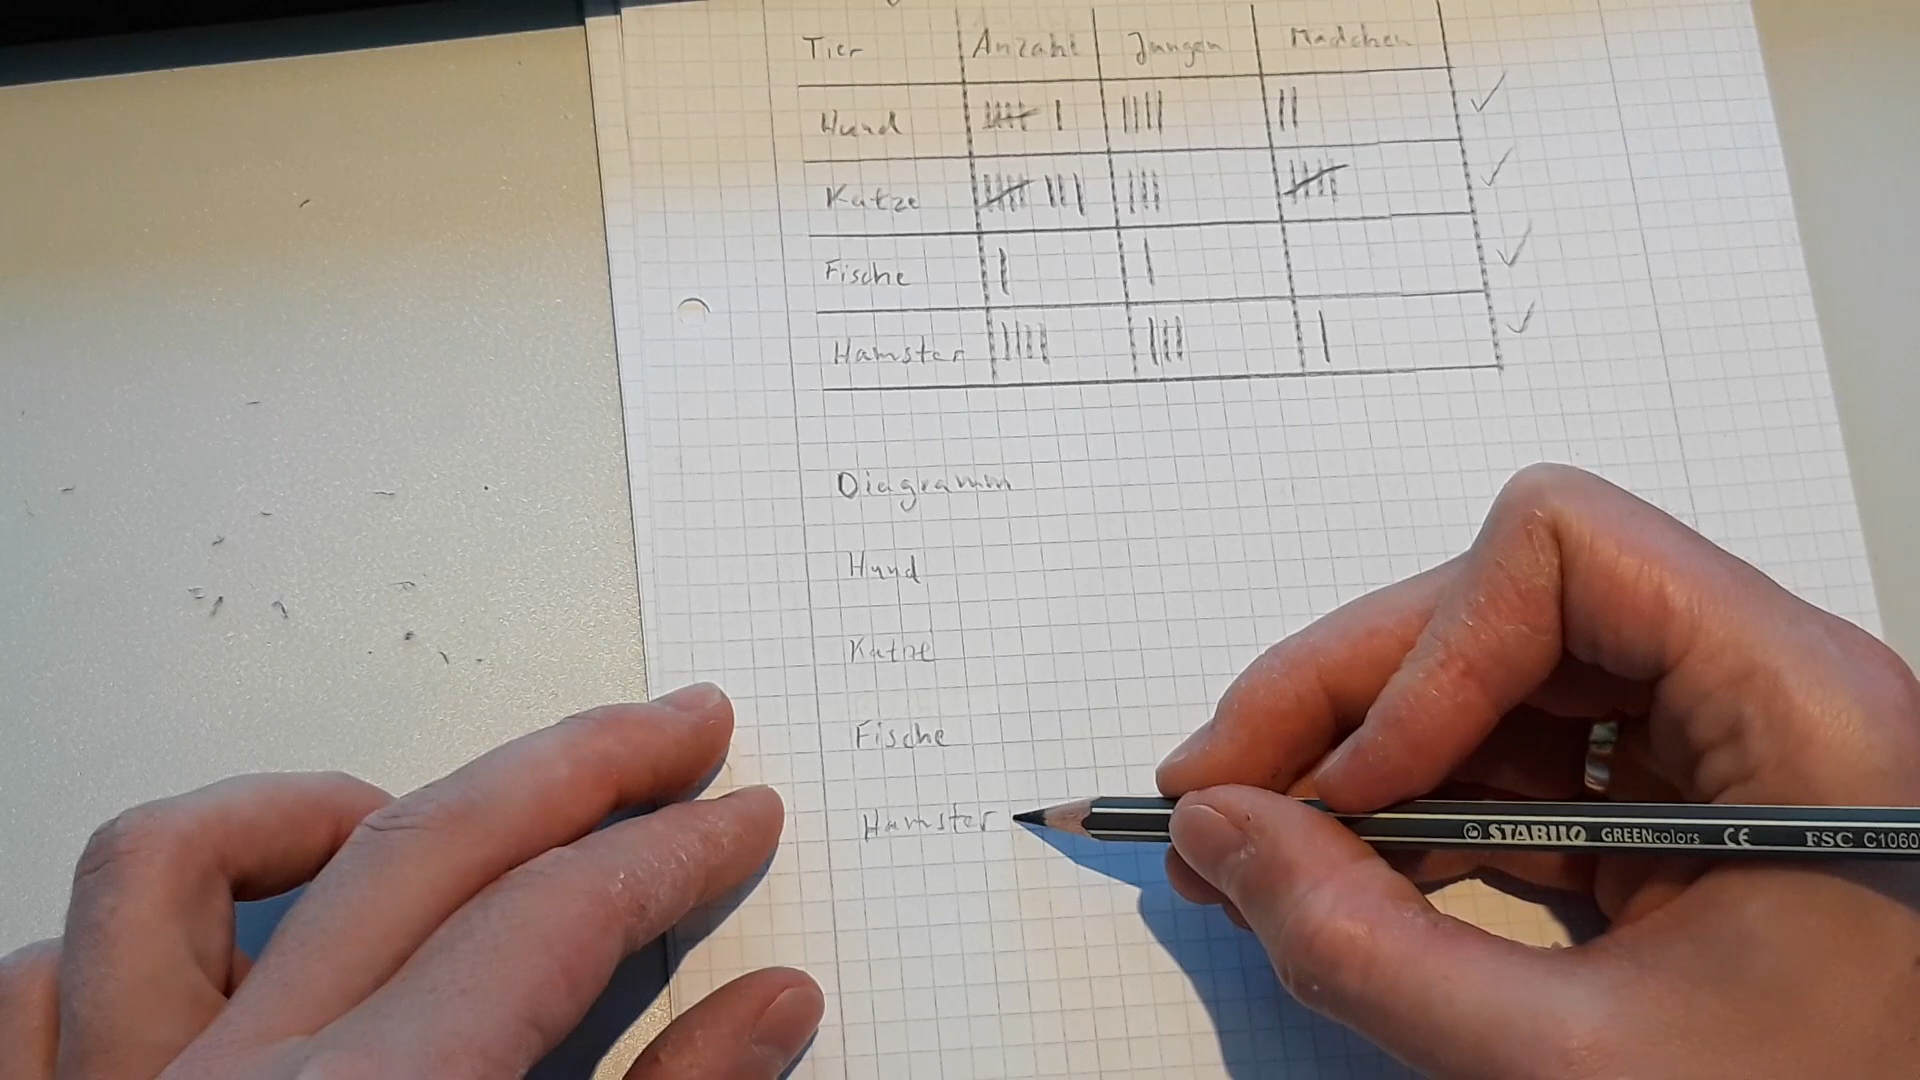 Tier Anzahl Jungen Mädchen
Hund
Katze
Fische
Hamster
Diagramm
Hund
Katze
Fische
Hamster
STABILO GREENcolors CE FSC C1060